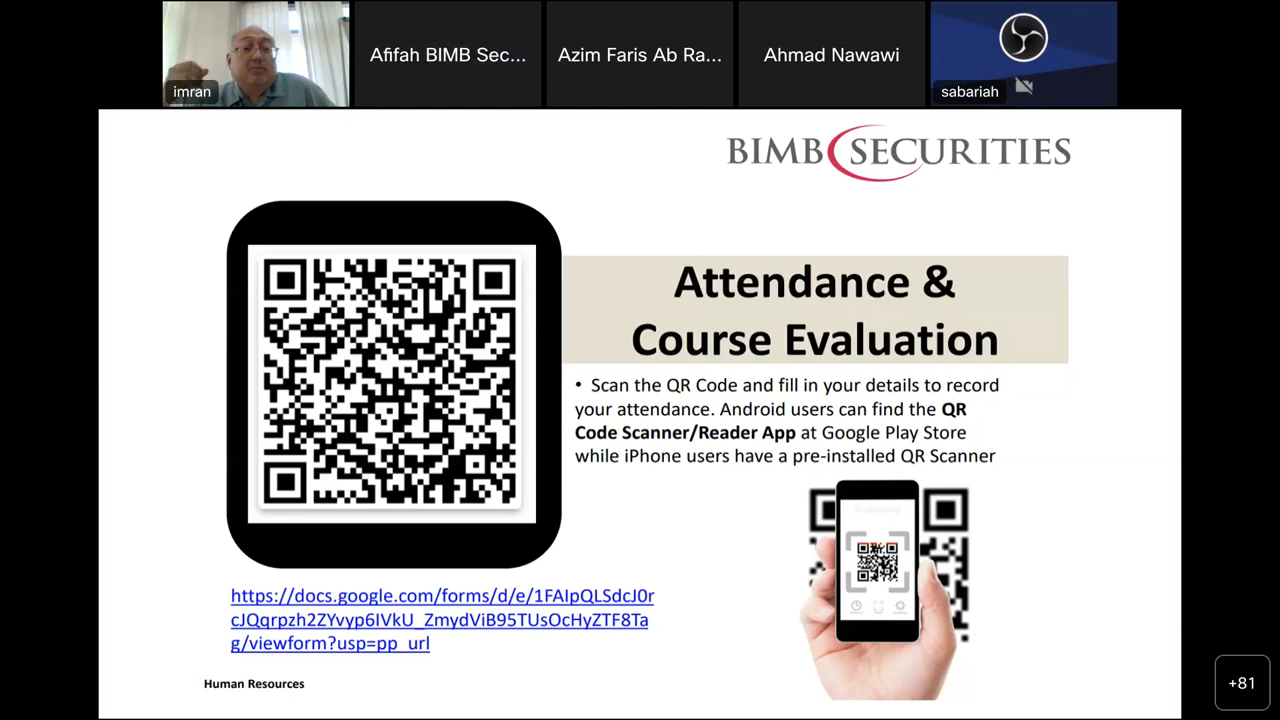 imran
Afifah BIMB Sec...
Azim Faris Ab Ra...
Ahmad Nawawi
sabariah
BIMB SECURITIES
Attendance &
Course Evaluation
• Scan the QR Code and fill in your details to record
your attendance. Android users can find the QR
Code Scanner/Reader App at Google Play Store
while iPhone users have a pre-installed QR Scanner
https://docs.google.com/forms/d/e/1FAIpQLSdcJ0r
cJQqrpzh2ZYvyp6IVkU_ZmydViB95TUsOcHyZTF8Ta
g/viewform?usp=pp_url
Human Resources
+81